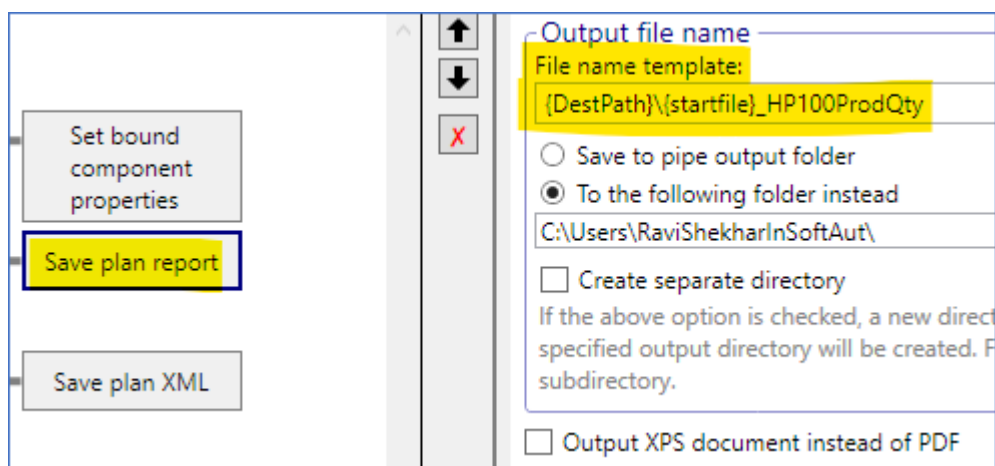 Set bound
component
properties
Save plan report
Save plan XML
X
Output file name
File name template:
{DestPath}\{startfile}_HP100ProdQty
Save to pipe output folder
To the following folder instead
C:\Users\RaviShekharInSoftAut\
Create separate directory
If the above option is checked, a new direct
specified output directory will be created. F
subdirectory.
Output XPS document instead of PDF